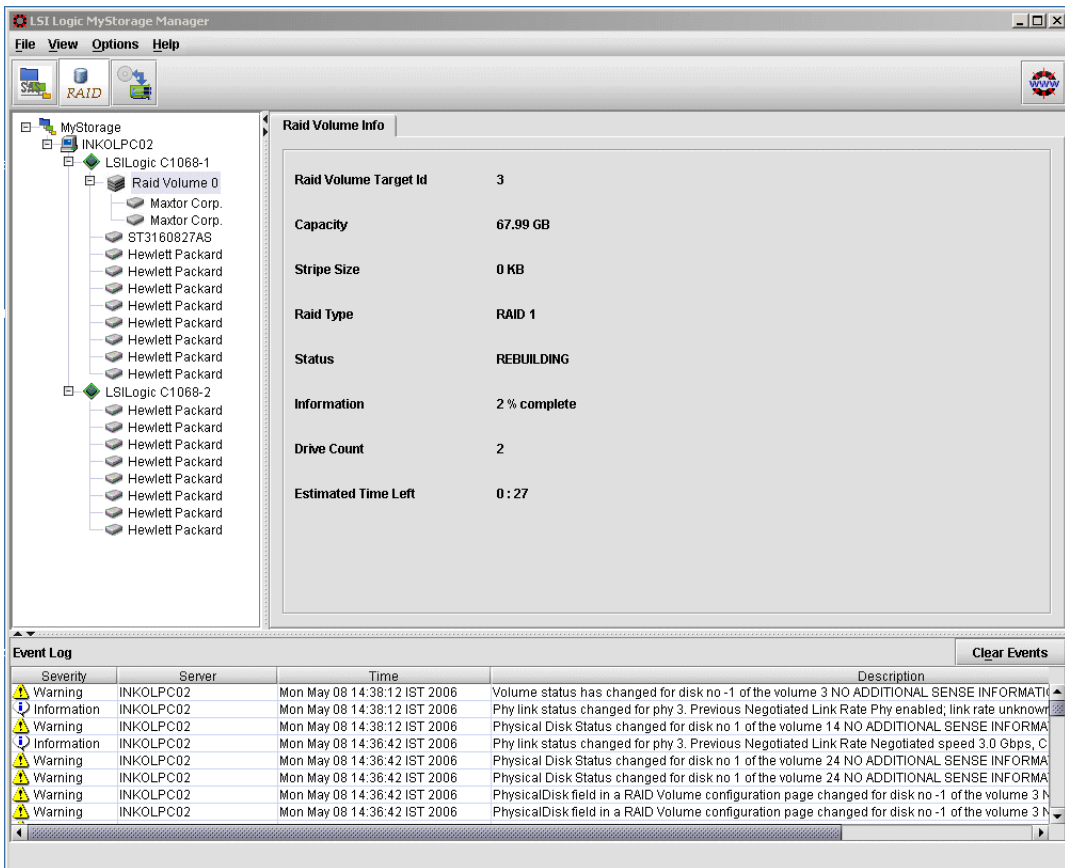 LSI Logic MyStorage Manager
File View Options Help
SAS
RAID
WWW
MyStorage
INKOLPC02
LSILogic C1068-1
Raid Volume 0
Maxtor Corp.
Maxtor Corp.
ST3160827AS
Hewlett Packard
Hewlett Packard
Hewlett Packard
Hewlett Packard
Hewlett Packard
Hewlett Packard
Hewlett Packard
Hewlett Packard
LSILogic C1068-2
Hewlett Packard
Hewlett Packard
Hewlett Packard
Hewlett Packard
Hewlett Packard
Hewlett Packard
Hewlett Packard
Hewlett Packard
Raid Volume Info
Raid Volume Target Id 3
Capacity 67.99 GB
Stripe Size 0 KB
Raid Type RAID 1
Status REBUILDING
Information 2 % complete
Drive Count 2
Estimated Time Left 0 : 27
Event Log Clear Events
Severity Server Time Description
Warning INKOLPC02 Mon May 08 14:38:12 IST 2006 Volume status has changed for disk no -1 of the volume 3 NO ADDITIONAL SENSE INFORMATI
Information INKOLPC02 Mon May 08 14:38:12 IST 2006 Phy link status changed for phy 3. Previous Negotiated Link Rate Phy enabled; link rate unknown
Warning INKOLPC02 Mon May 08 14:38:12 IST 2006 Physical Disk Status changed for disk no 1 of the volume 14 NO ADDITIONAL SENSE INFORMA
Information INKOLPC02 Mon May 08 14:36:42 IST 2006 Phy link status changed for phy 3. Previous Negotiated Link Rate Negotiated speed 3.0 Gbps, C
Warning INKOLPC02 Mon May 08 14:36:42 IST 2006 Physical Disk Status changed for disk no 1 of the volume 24 NO ADDITIONAL SENSE INFORMA
Warning INKOLPC02 Mon May 08 14:36:42 IST 2006 Physical Disk Status changed for disk no 1 of the volume 24 NO ADDITIONAL SENSE INFORMA
Warning INKOLPC02 Mon May 08 14:36:42 IST 2006 PhysicalDisk field in a RAID Volume configuration page changed for disk no -1 of the volume 3 N
Warning INKOLPC02 Mon May 08 14:36:42 IST 2006 PhysicalDisk field in a RAID Volume configuration page changed for disk no -1 of the volume 3 N